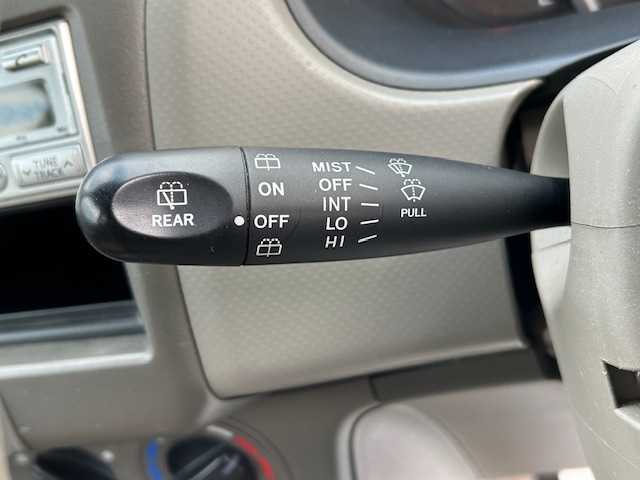 TUNE
TRACK
REAR
ON
OFF
MIST
OFF
INT
LO
HI
PULL